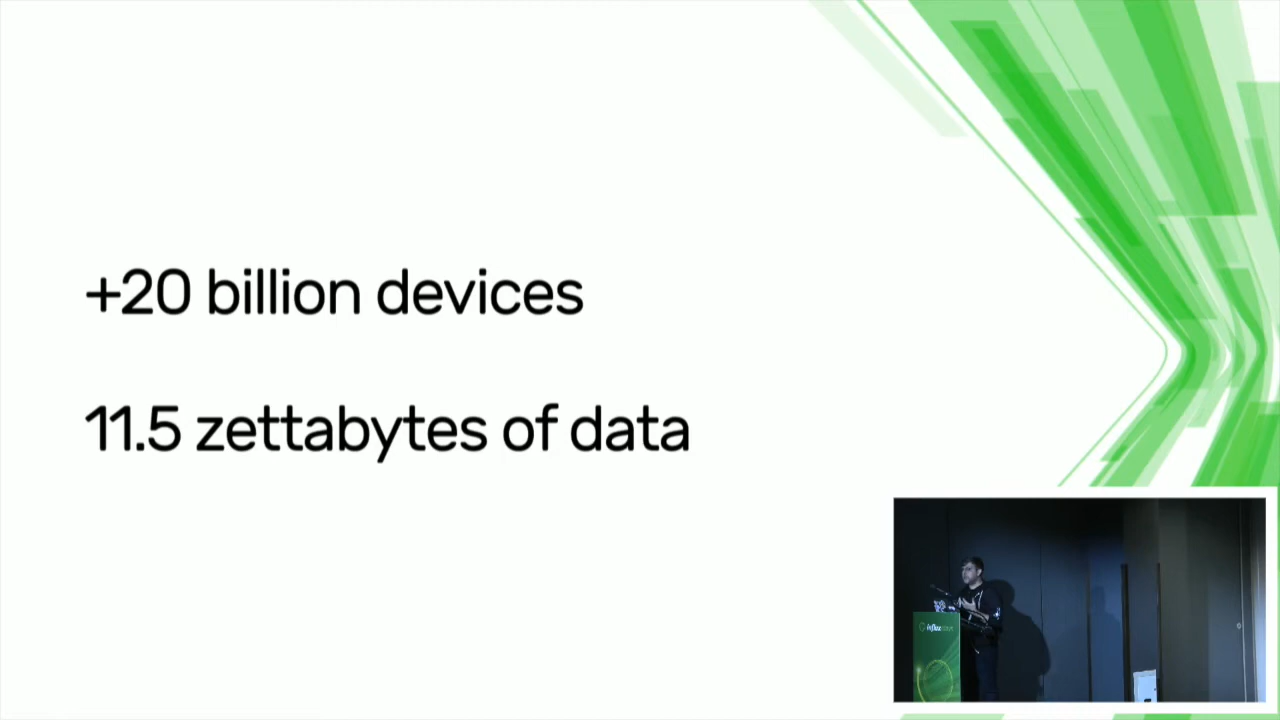 +20 billion devices
11.5 zettabytes of data